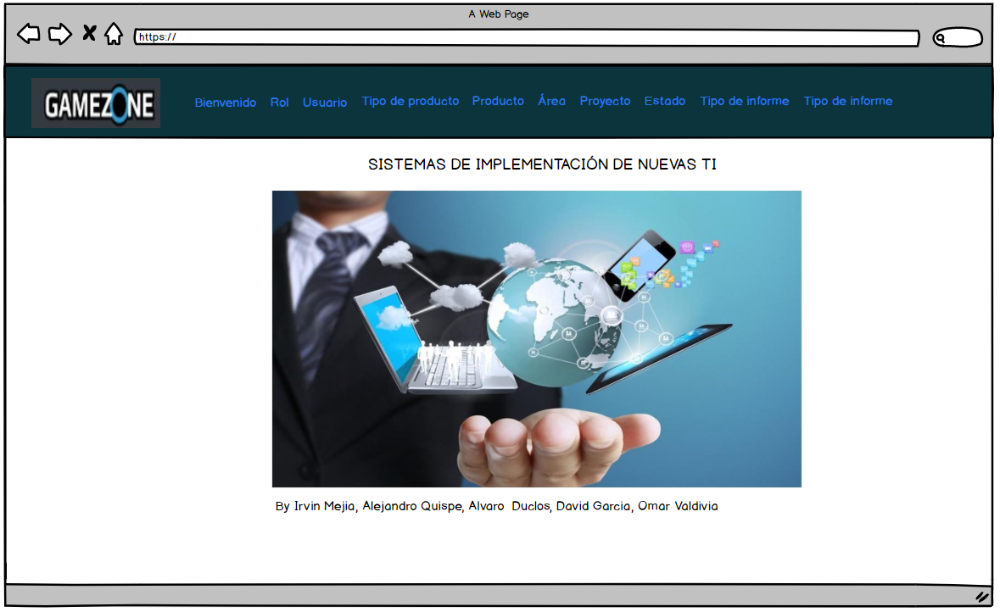 A Web Page
https://
GAMEZONE
Bienvenido Rol Usuario Tipo de producto Producto Área Proyecto Estado Tipo de informe Tipo de informe
SISTEMAS DE IMPLEMENTACIÓN DE NUEVAS TI
By Irvin Mejia, Alejandro Quispe, Alvaro Duclos, David Garcia, Omar Valdivia